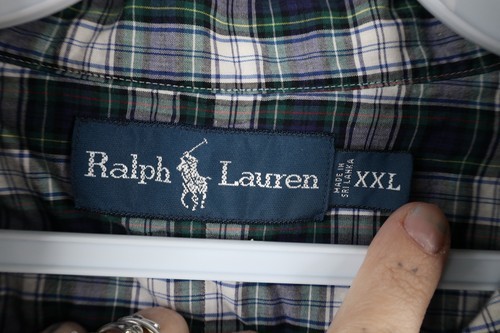 Ralph Lauren
MADE IN
SRI LANKA
XXL